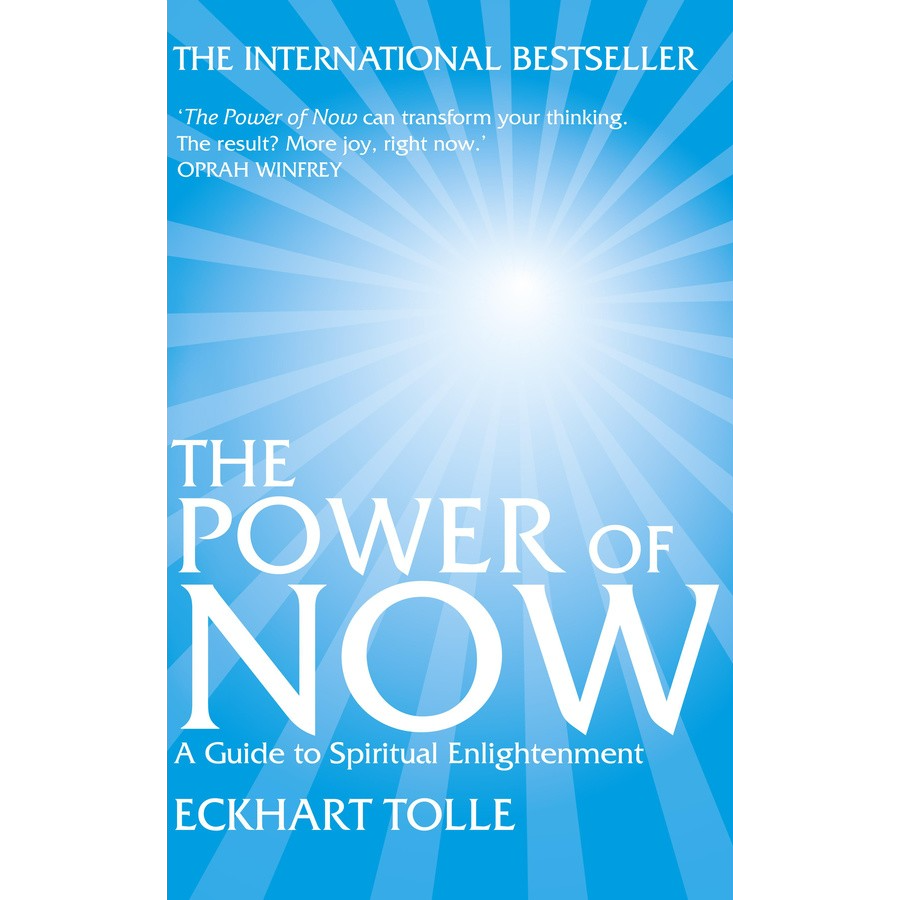 THE INTERNATIONAL BESTSELLER
‘The Power of Now can transform your thinking.
The result? More joy, right now.’
OPRAH WINFREY
THE
POWER OF
NOW
A Guide to Spiritual Enlightenment
ECKHART TOLLE